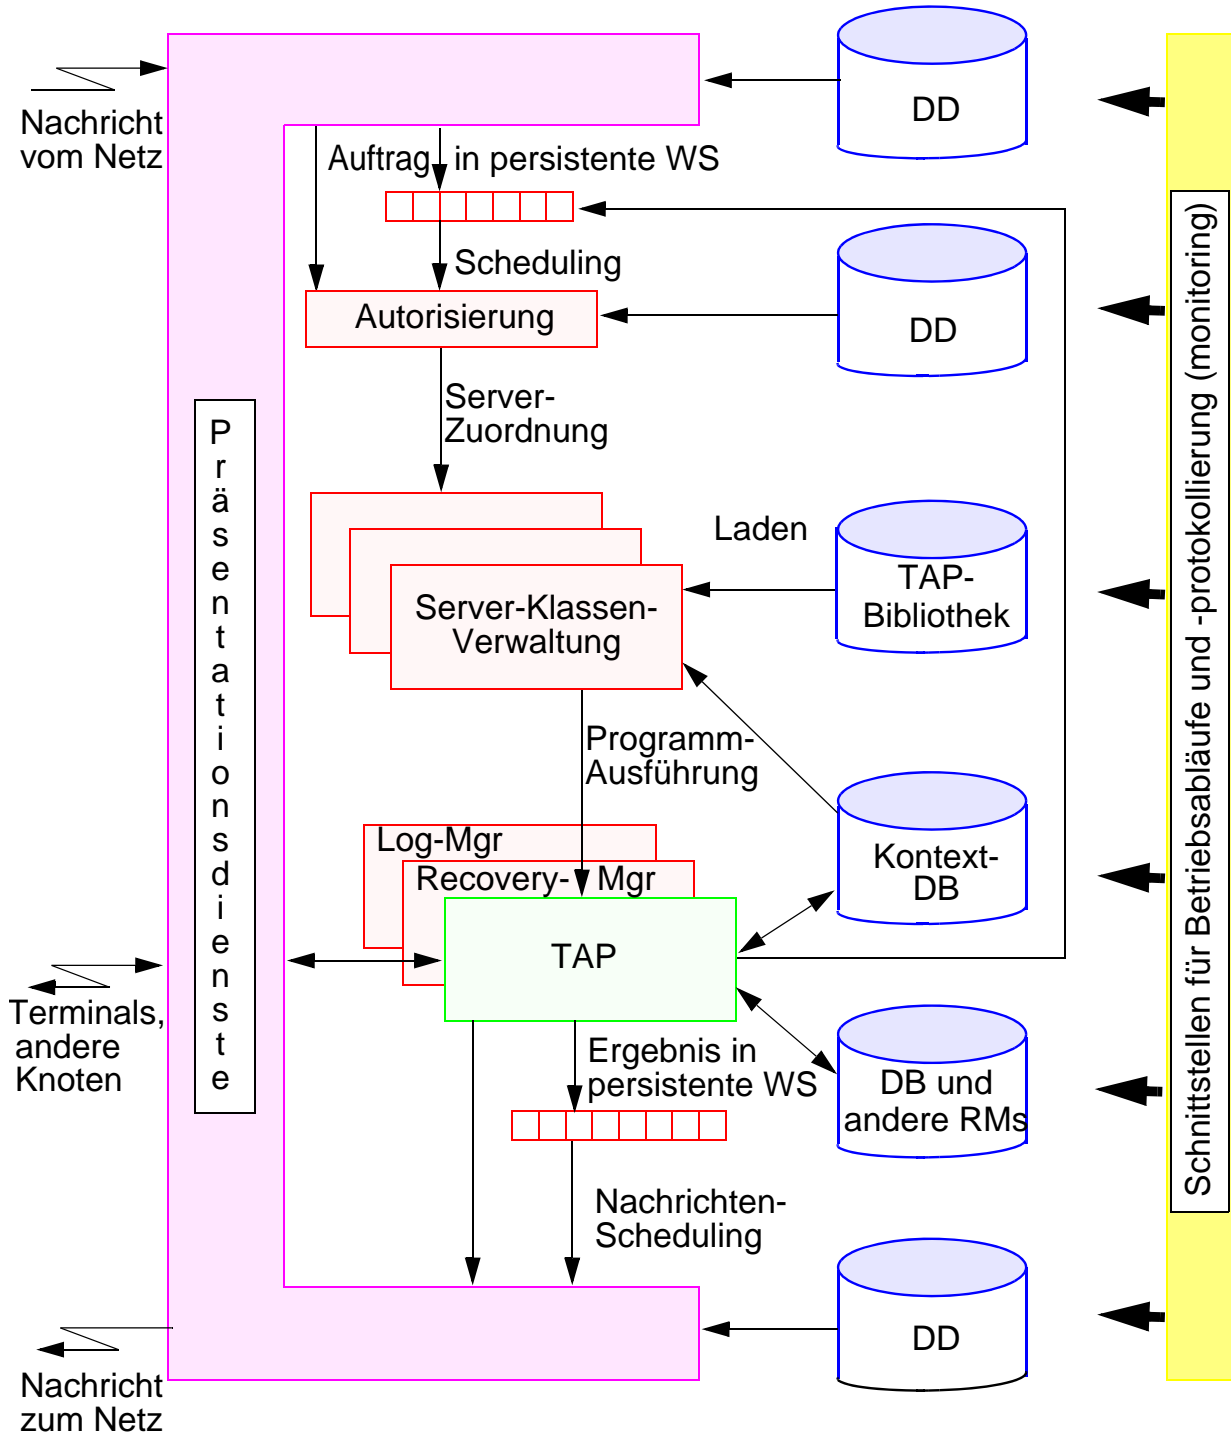 Nachricht
vom Netz
DD
Auftrag in persistente WS
Scheduling
Autorisierung
DD
Server-
Zuordnung
Präsentationsdienste
Laden
Server-Klassen-
Verwaltung
TAP-
Bibliothek
Programm-
Ausführung
Kontext-
DB
Log-Mgr
Recovery- Mgr
TAP
Terminals,
andere
Knoten
Ergebnis in
persistente WS
DB und
andere RMs
Nachrichten-
Scheduling
DD
Nachricht
zum Netz
Schnittstellen für Betriebsabläufe und -protokollierung (monitoring)